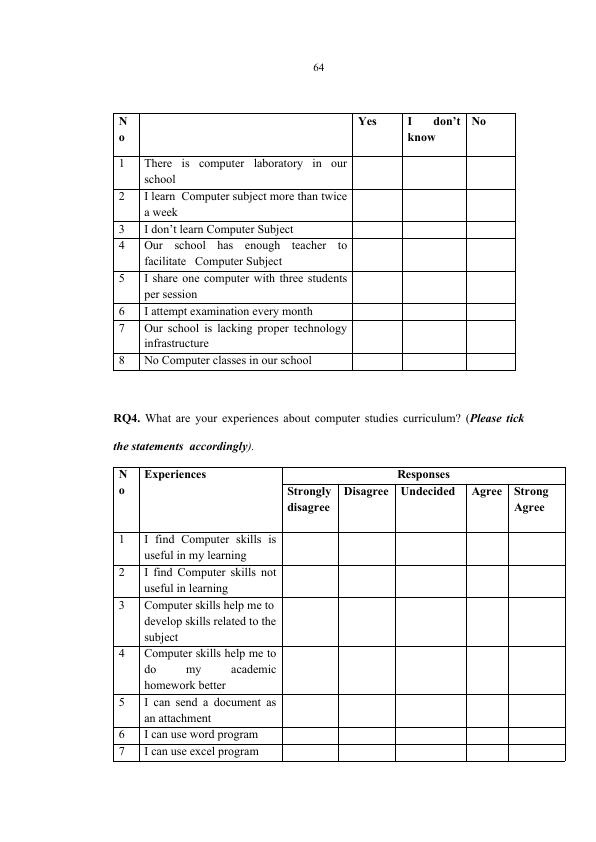 64
No
Yes
I don't
know
No
1
There is computer laboratory in our
school
2
I learn Computer subject more than twice
a week
3
I don't learn Computer Subject
4
Our school has enough teacher to
facilitate Computer Subject
5
I share one computer with three students
per session
6
I attempt examination every month
7
Our school is lacking proper technology
infrastructure
8
No Computer classes in our school
RQ4. What are your experiences about computer studies curriculum? (Please tick
the statements accordingly).
No
Experiences
Responses
Strongly
disagree
Disagree
Undecided
Agree
Strong
Agree
1
I find Computer skills is
useful in my learning
2
I find Computer skills not
useful in learning
3
Computer skills help me to
develop skills related to the
subject
4
Computer skills help me to
do my academic
homework better
5
I can send a document as
an attachment
6
I can use word program
7
I can use excel program